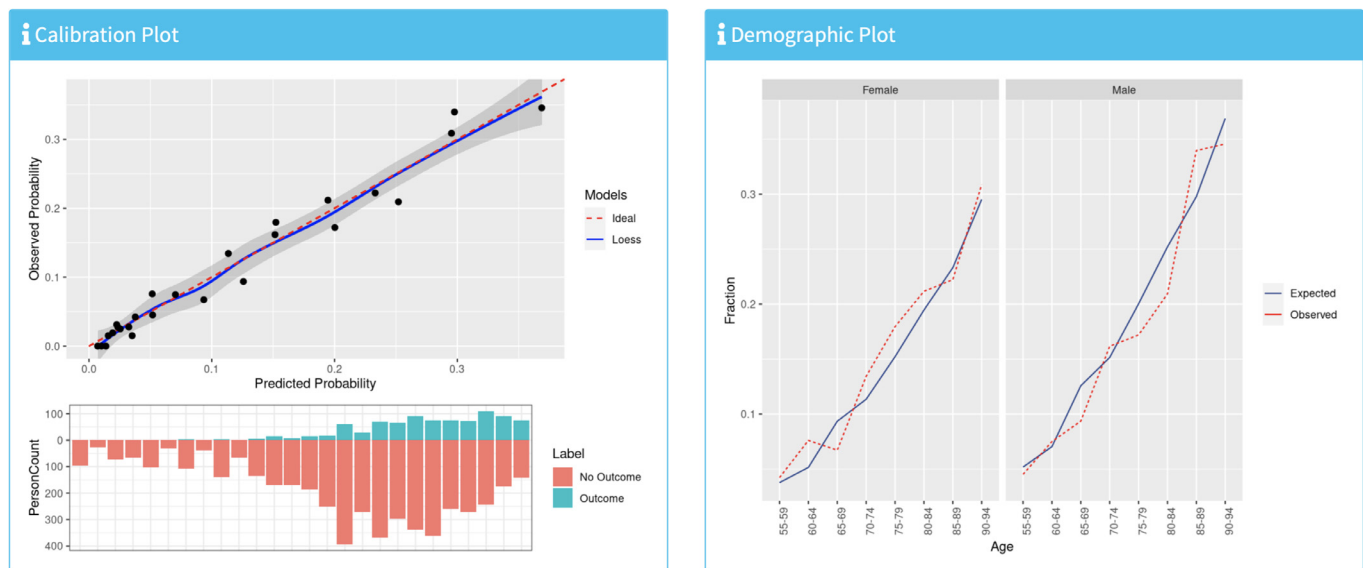 i Calibration Plot
Observed Probability
0.3
0.2
0.1
0.0
0.0 0.1 0.2 0.3
Predicted Probability
Models
Ideal
Loess
PersonCount
100
0
100
200
300
400
Label
No Outcome
Outcome
i Demographic Plot
Female Male
Fraction
0.3
0.2
0.1
55-59 60-64 65-69 70-74 75-79 80-84 85-89 90-94 55-59 60-64 65-69 70-74 75-79 80-84 85-89 90-94
Age
Expected
Observed